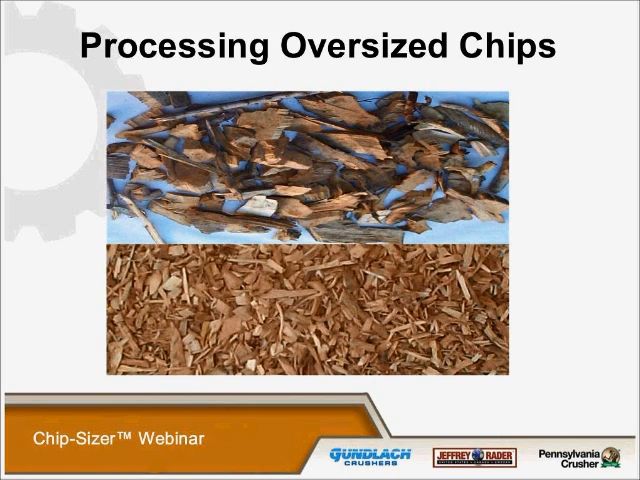 Processing Oversized Chips
Chip-Sizer™ Webinar
GUNDLACH
CRUSHERS
JEFFREY RADER
Pennsylvania
Crusher